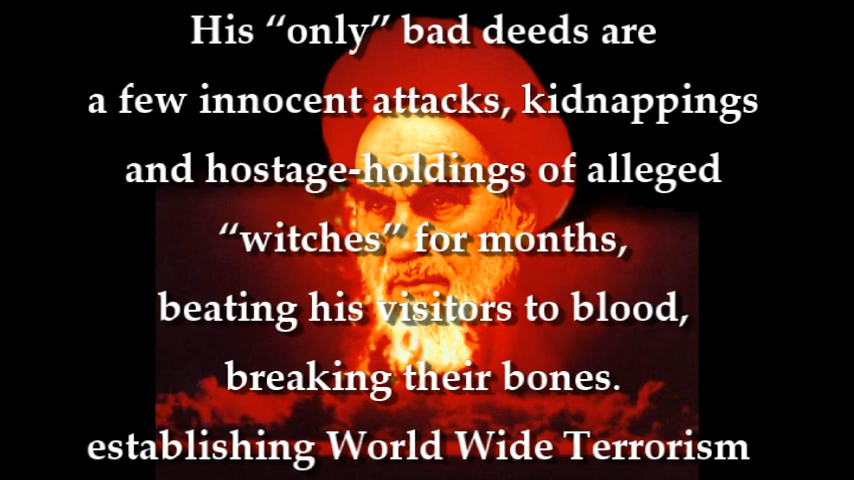 His “only” bad deeds are
a few innocent attacks, kidnappings
and hostage-holdings of alleged
“witches” for months,
beating his visitors to blood,
breaking their bones.
establishing World Wide Terrorism